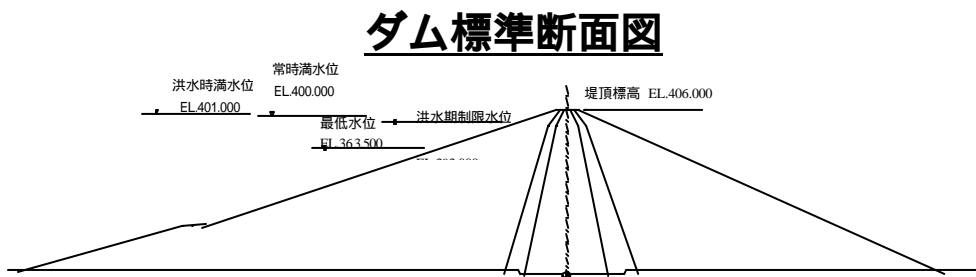 ダム標準断面図
常時満水位
洪水時満水位
EL.400.000
堤頂標高 EL.406.000
EL.401.000
洪水期制限水位
最低水位
EL.363.500